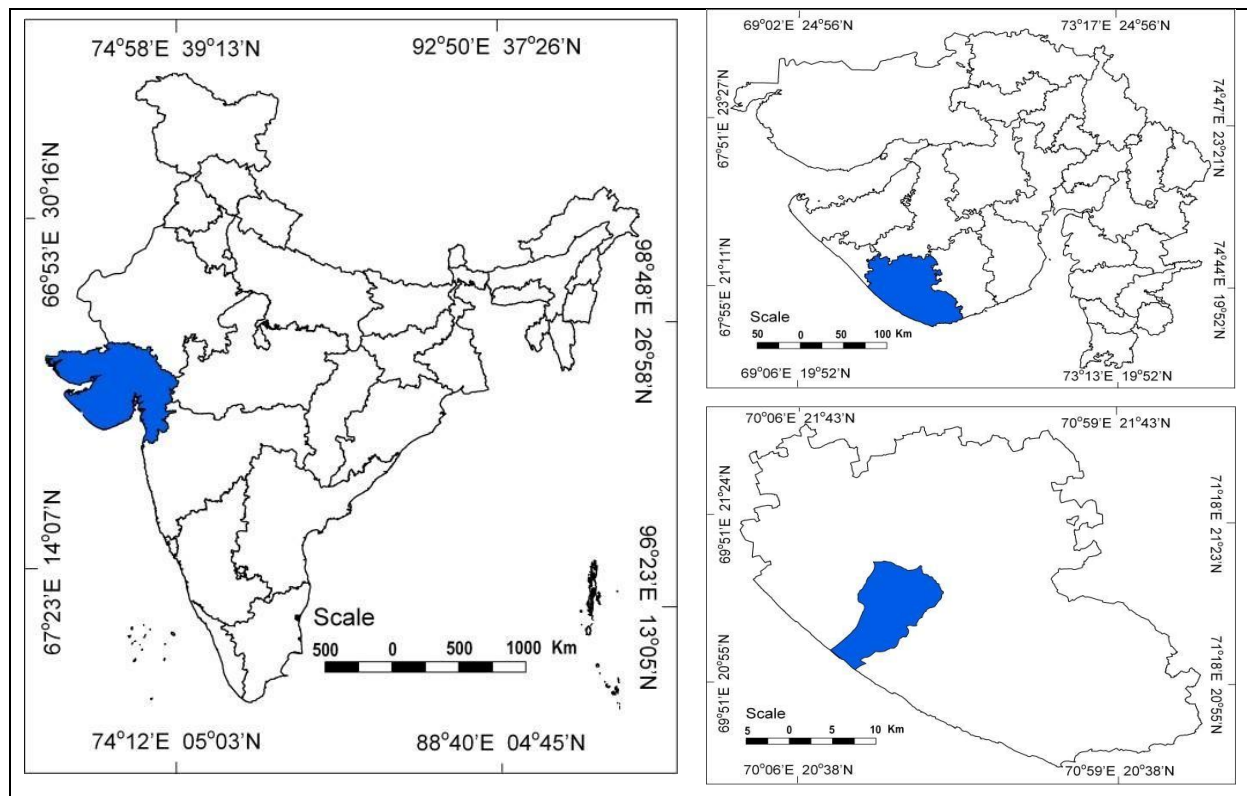 74°58'E 39°13'N
92°50'E 37°26'N
66°53'E 30°16'N
98°48'E 26°58'N
67°23'E 14°07'N
96°23'E 13°05'N
Scale
500 0 500 1000 Km
74°12'E 05°03'N
88°40'E 04°45'N
69°02'E 24°56'N
73°17'E 24°56'N
67°51'E 23°27'N
74°47'E 23°21'N
67°55'E 21°11'N
74°44'E 19°52'N
Scale
50 0 50 100 Km
69°06'E 19°52'N
73°13'E 19°52'N
70°06'E 21°43'N
70°59'E 21°43'N
69°51'E 21°24'N
71°18'E 21°23'N
69°51'E 20°55'N
71°18'E 20°55'N
Scale
5 0 5 10 Km
70°06'E 20°38'N
70°59'E 20°38'N